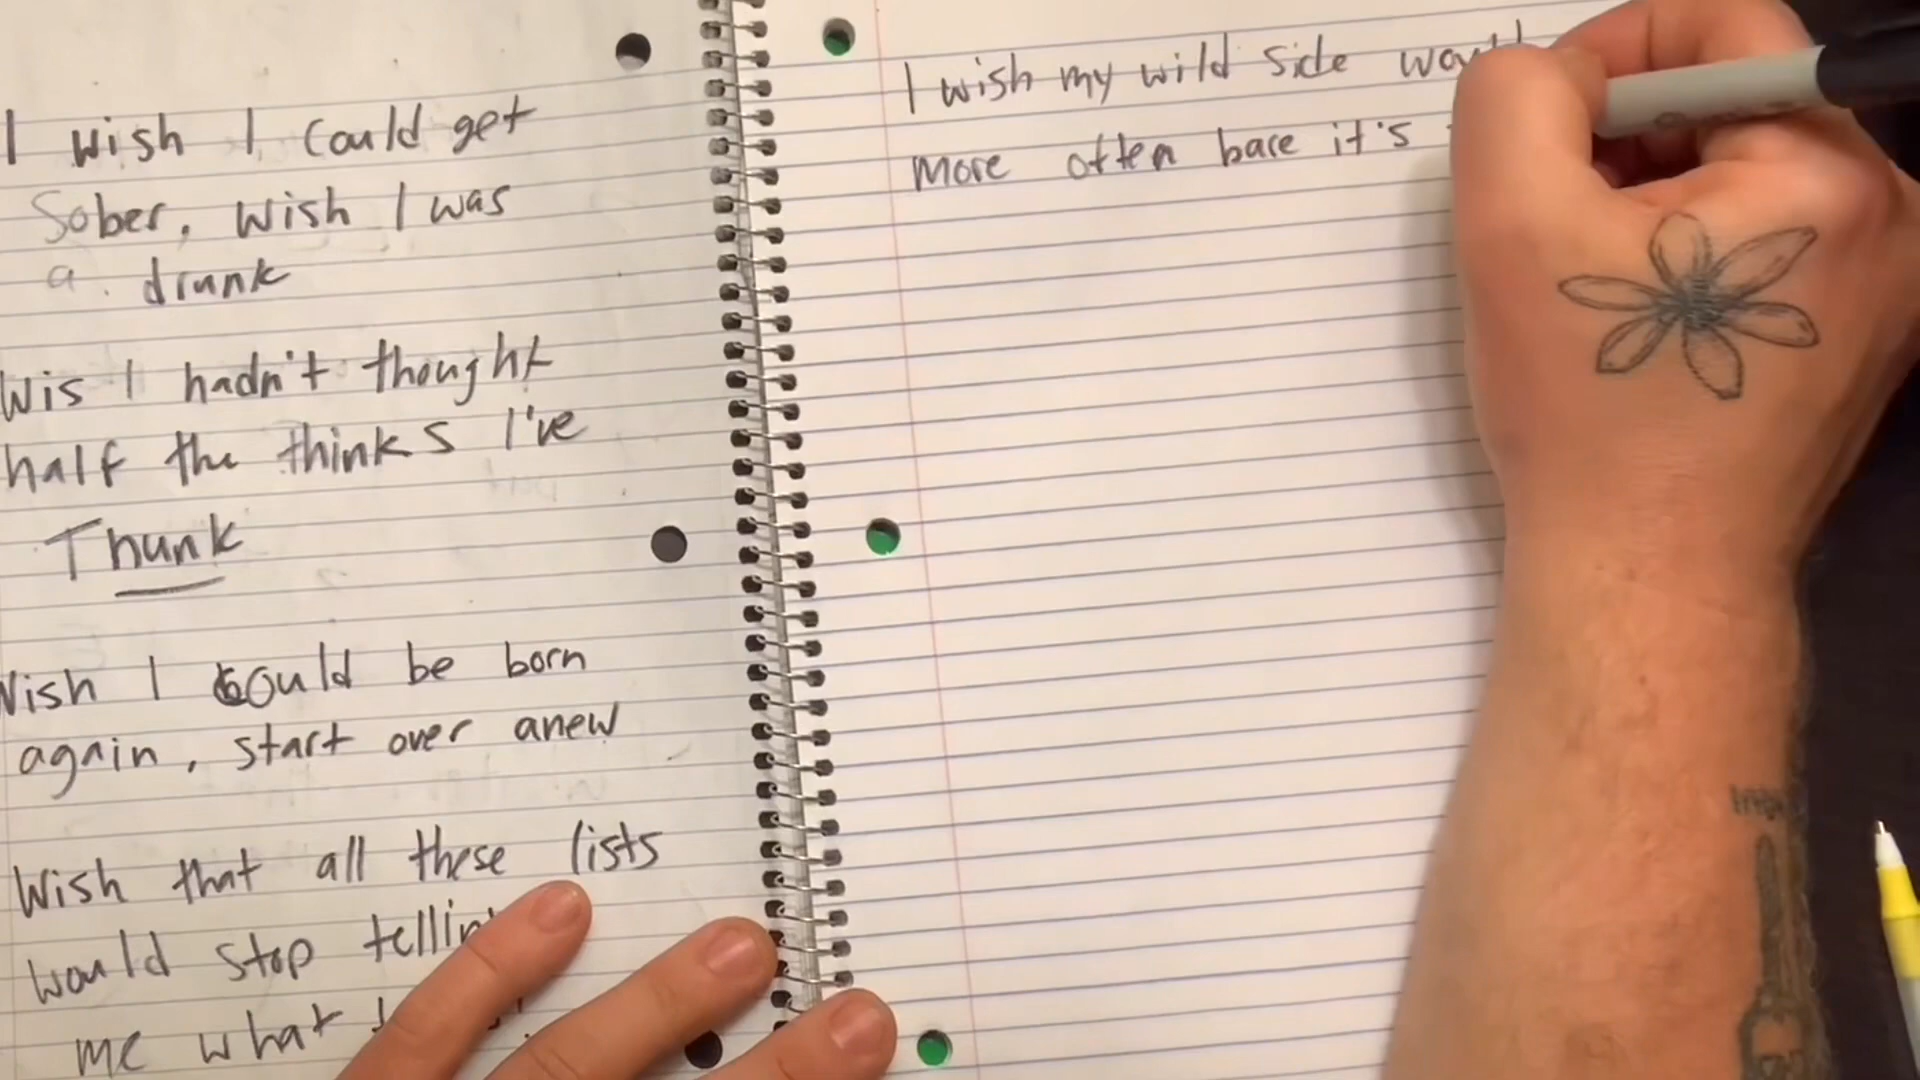 I wish I could get
Sober, wish I was
a. drunk
Wis I hadn't thought
half the thinks I've
Thunk
Wish I could be born
again, start over anew
Wish that all these lists
would stop tellin
me what
I wish my wild side
more often bare it's